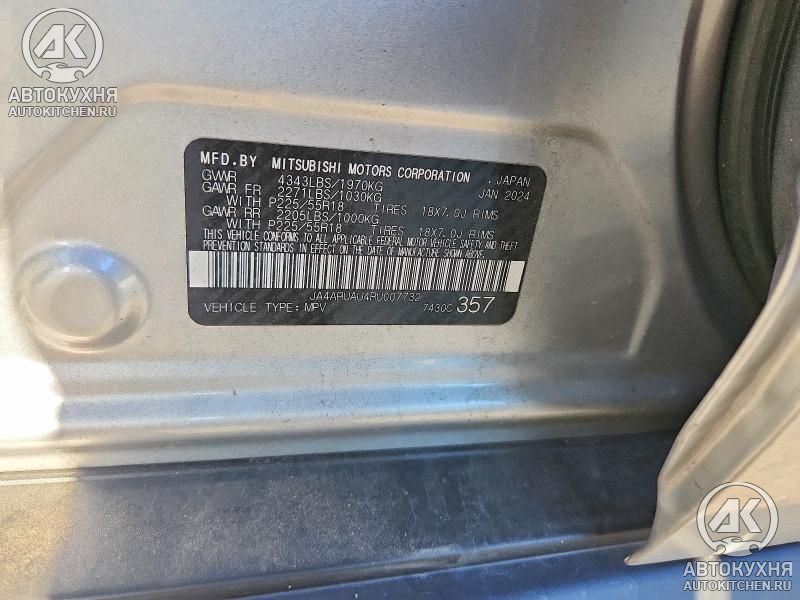 АК
АВТОКУХНЯ
AUTOKITCHEN.RU
MFD.BY MITSUBISHI MOTORS CORPORATION , JAPAN
GVWR 4343LBS/1970KG JAN 2024
GAWR FR 2271LBS/1030KG
WITH P225/55R18 TIRES 18X7.0J RIMS
GAWR RR 2205LBS/1000KG
WITH P225/55R18 TIRES 18X7.0J RIMS
THIS VEHICLE CONFORMS TO ALL APPLICABLE FEDERAL MOTOR VEHICLE SAFETY AND THEFT
PREVENTION STANDARDS IN EFFECT ON THE DATE OF MANUFACTURE SHOWN ABOVE.
JA4ARUAU4RU007732
VEHICLE TYPE: MPV 7430C 357
АК
АВТОКУХНЯ
AUTOKITCHEN.RU